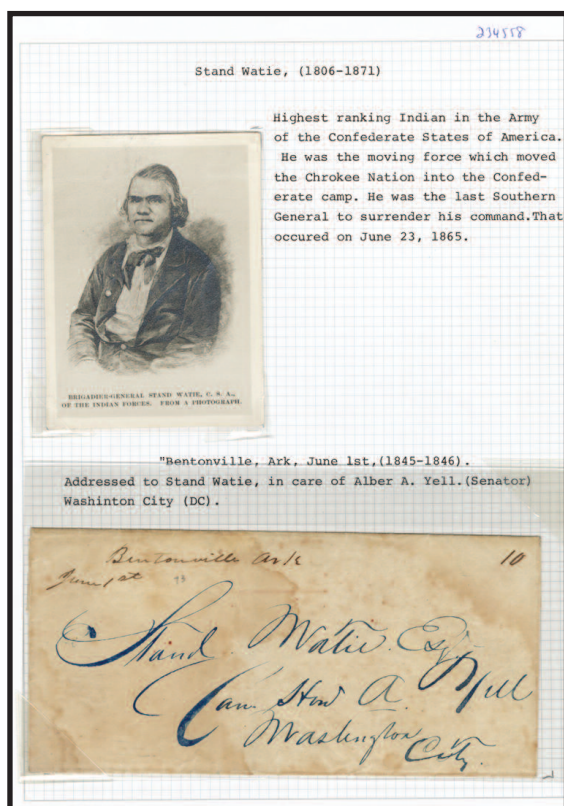 234558
Stand Watie, (1806-1871)
Highest ranking Indian in the Army
of the Confederate States of America.
He was the moving force which moved
the Chrokee Nation into the Confed-
erate camp. He was the last Southern
General to surrender his command.That
occured on June 23, 1865.
BRIGADIER-GENERAL STAND WATIE, C. S. A.,
OF THE INDIAN FORCES. FROM A PHOTOGRAPH.
"Bentonville, Ark, June 1st,(1845-1846).
Addressed to Stand Watie, in care of Alber A. Yell.(Senator)
Washinton City (DC).
Bentonville Ark 10
June 1st
Stand Watie Esq
Care Hon A. Yell
Washington
City.